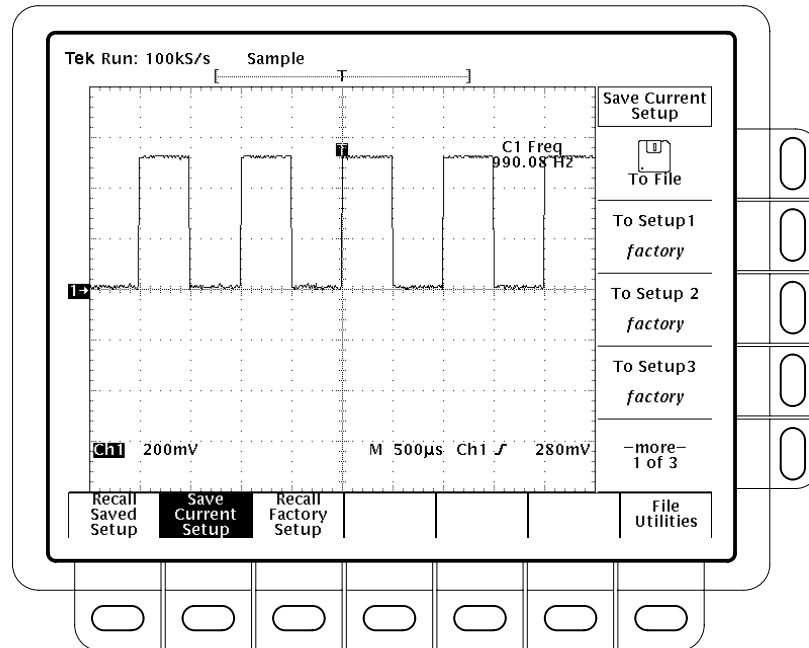 Tek Run: 100kS/s Sample
[ T ]
Save Current
Setup
T
C1 Freq
990.08 Hz
To File
To Setup1
factory
1→
To Setup 2
factory
To Setup3
factory
Ch1 200mV M 500µs Ch1 280mV
–more–
1 of 3
Recall
Saved
Setup
Save
Current
Setup
Recall
Factory
Setup
File
Utilities